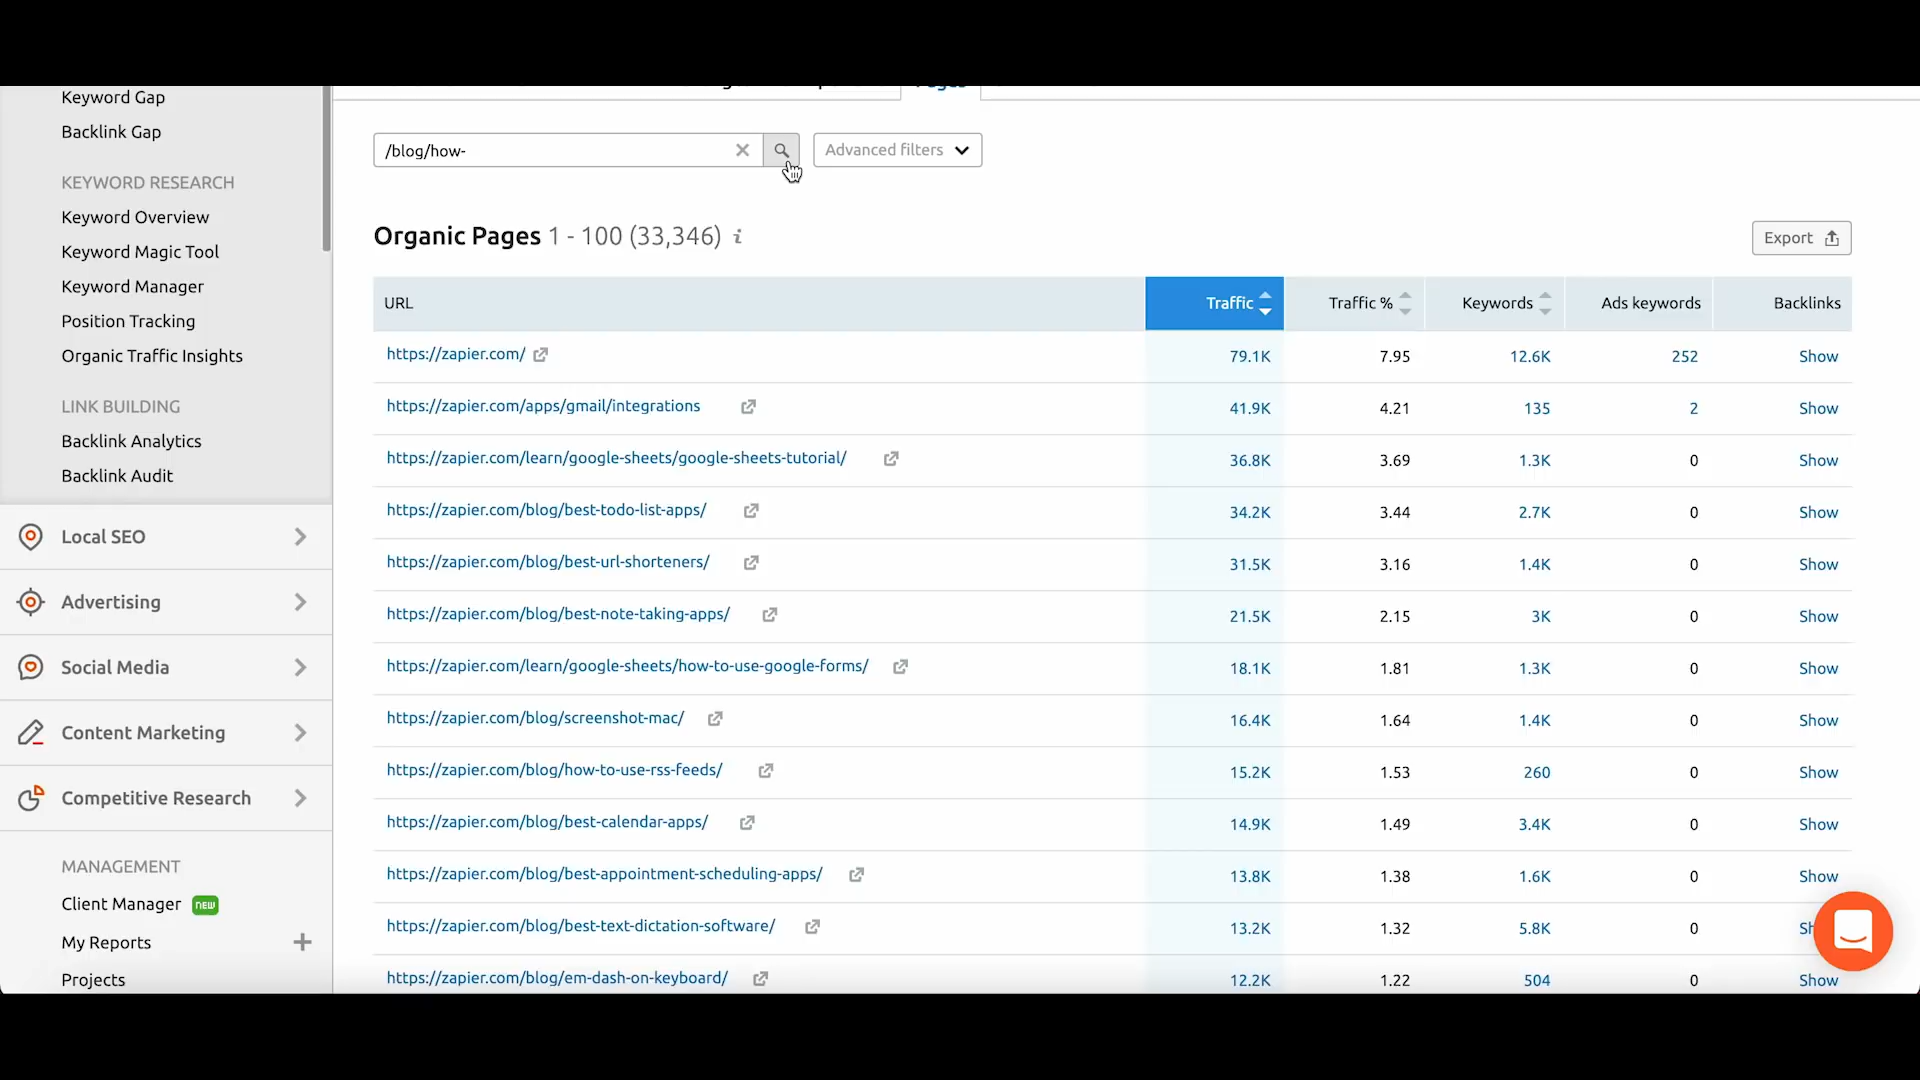 Keyword Gap
Backlink Gap
KEYWORD RESEARCH
Keyword Overview
Keyword Magic Tool
Keyword Manager
Position Tracking
Organic Traffic Insights
LINK BUILDING
Backlink Analytics
Backlink Audit
Local SEO
Advertising
Social Media
Content Marketing
Competitive Research
MANAGEMENT
Client Manager NEW
My Reports
Projects
Pages
/blog/how-
Advanced filters
Organic Pages 1 - 100 (33,346) i
Export
URL Traffic Traffic % Keywords Ads keywords Backlinks
https://zapier.com/ 79.1K 7.95 12.6K 252 Show
https://zapier.com/apps/gmail/integrations 41.9K 4.21 135 2 Show
https://zapier.com/learn/google-sheets/google-sheets-tutorial/ 36.8K 3.69 1.3K 0 Show
https://zapier.com/blog/best-todo-list-apps/ 34.2K 3.44 2.7K 0 Show
https://zapier.com/blog/best-url-shorteners/ 31.5K 3.16 1.4K 0 Show
https://zapier.com/blog/best-note-taking-apps/ 21.5K 2.15 3K 0 Show
https://zapier.com/learn/google-sheets/how-to-use-google-forms/ 18.1K 1.81 1.3K 0 Show
https://zapier.com/blog/screenshot-mac/ 16.4K 1.64 1.4K 0 Show
https://zapier.com/blog/how-to-use-rss-feeds/ 15.2K 1.53 260 0 Show
https://zapier.com/blog/best-calendar-apps/ 14.9K 1.49 3.4K 0 Show
https://zapier.com/blog/best-appointment-scheduling-apps/ 13.8K 1.38 1.6K 0 Show
https://zapier.com/blog/best-text-dictation-software/ 13.2K 1.32 5.8K 0 Sh
https://zapier.com/blog/em-dash-on-keyboard/ 12.2K 1.22 504 0 Show